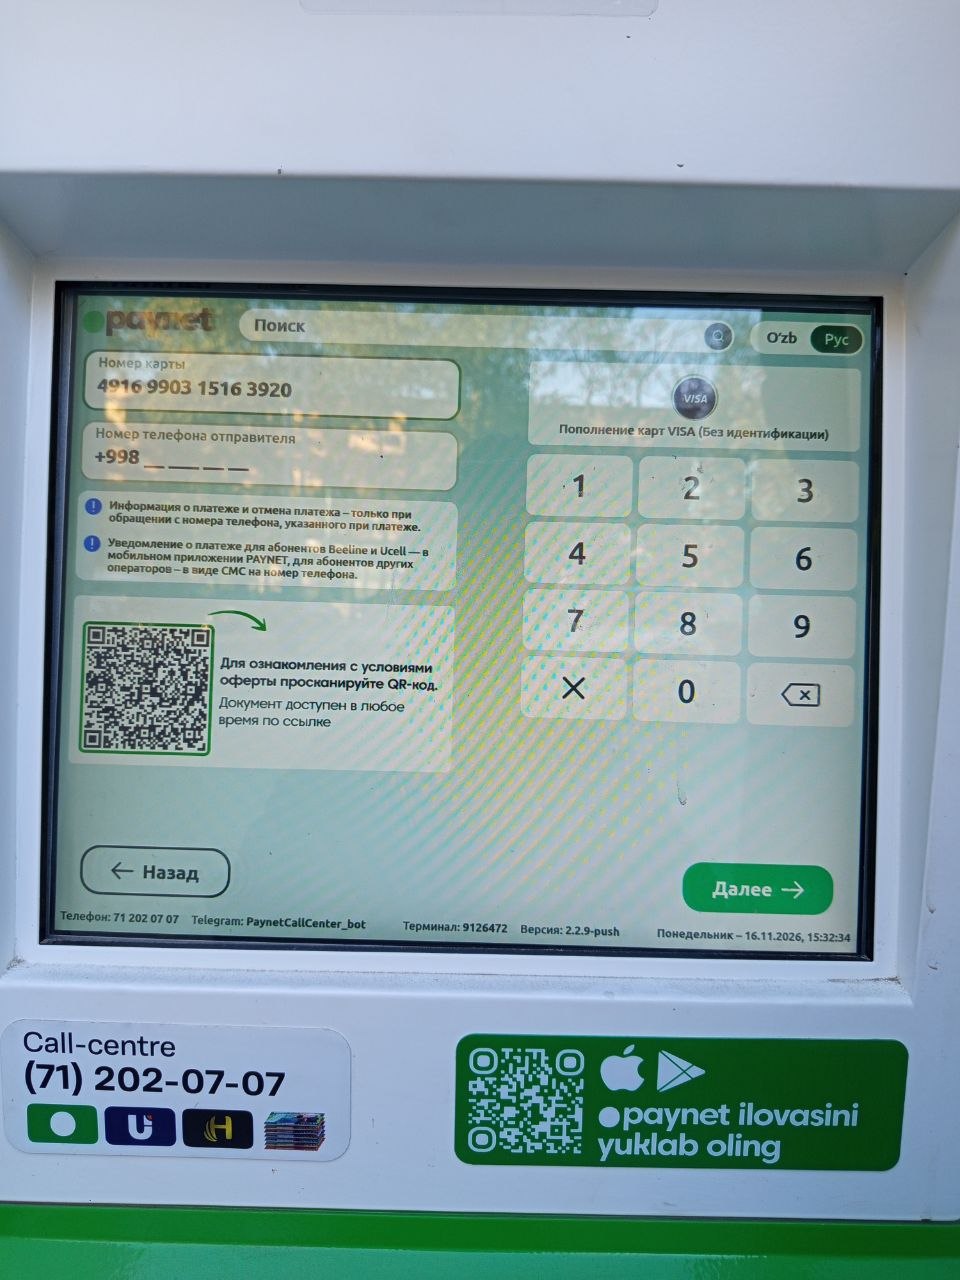 paynet
Поиск
O'zb
Рус
Номер карты
4916 9903 1516 3920
Номер телефона отправителя
+998 __ __ __ __
Информация о платеже и отмена платежа – только при
обращении с номера телефона, указанного при платеже.
Уведомление о платеже для абонентов Beeline и Ucell — в
мобильном приложении PAYNET, для абонентов других
операторов – в виде СМС на номер телефона.
Для ознакомления с условиями
оферты просканируйте QR-код.
Документ доступен в любое
время по ссылке
VISA
Пополнение карт VISA (Без идентификации)
1 2 3
4 5 6
7 8 9
0
← Назад
Далее →
Телефон: 71 202 07 07 Telegram: PaynetCallCenter_bot Терминал: 9126472 Версия: 2.2.9-push Понедельник – 16.11.2026, 15:32:34
Call-centre
(71) 202-07-07
U
H
paynet ilovasini
yuklab oling